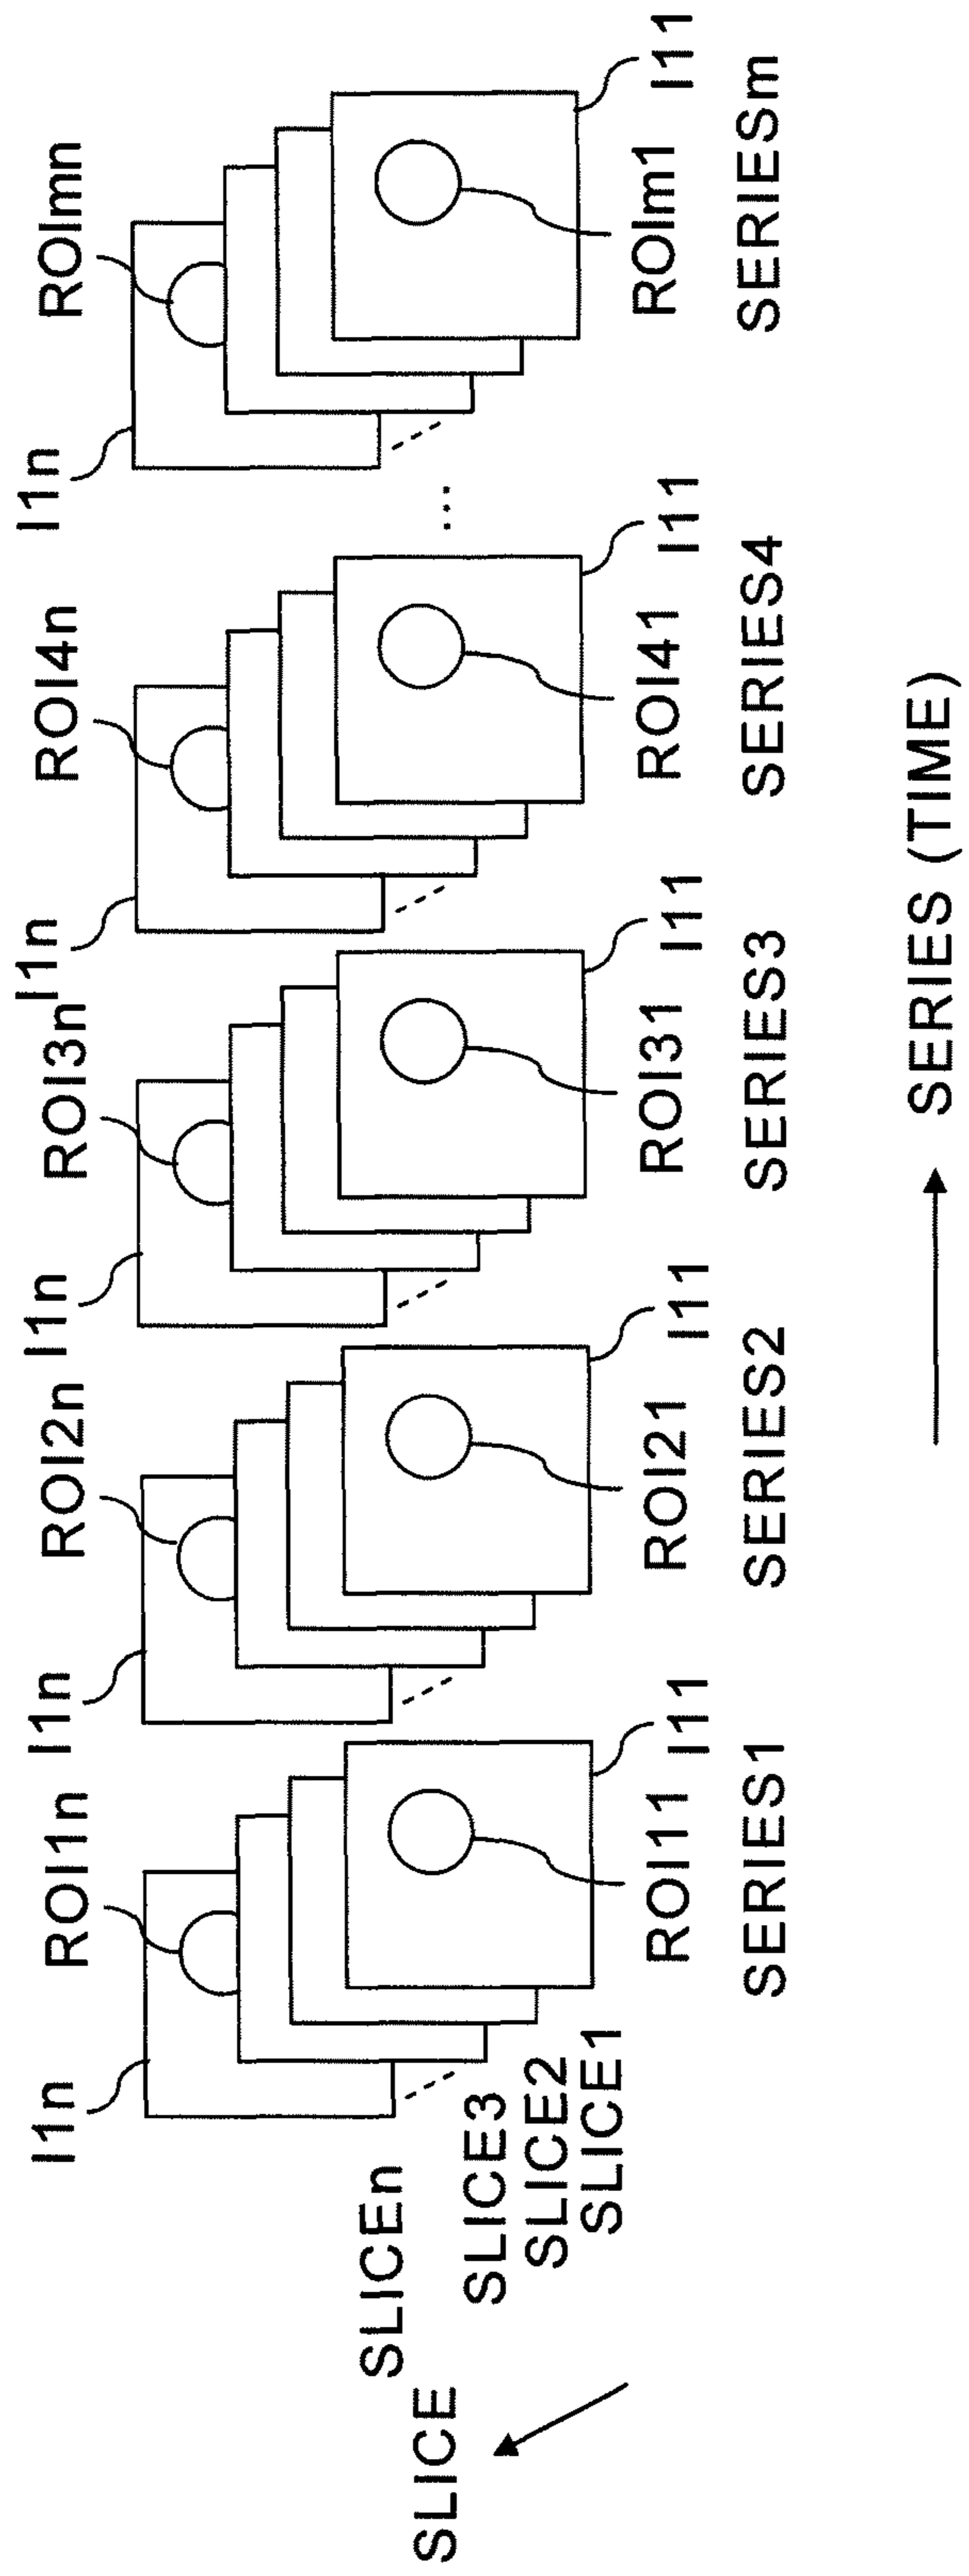 I1n
ROI1n
I1n
ROI2n
I1n
ROI3n
I1n
ROI4n
I1n
ROImn
SLICE
SLICEn
SLICE3
SLICE2
SLICE1
...
ROI11
I11
ROI21
I11
ROI31
I11
ROI41
I11
ROIm1
I11
SERIES1
SERIES2
SERIES3
SERIES4
SERIESm
SERIES (TIME)